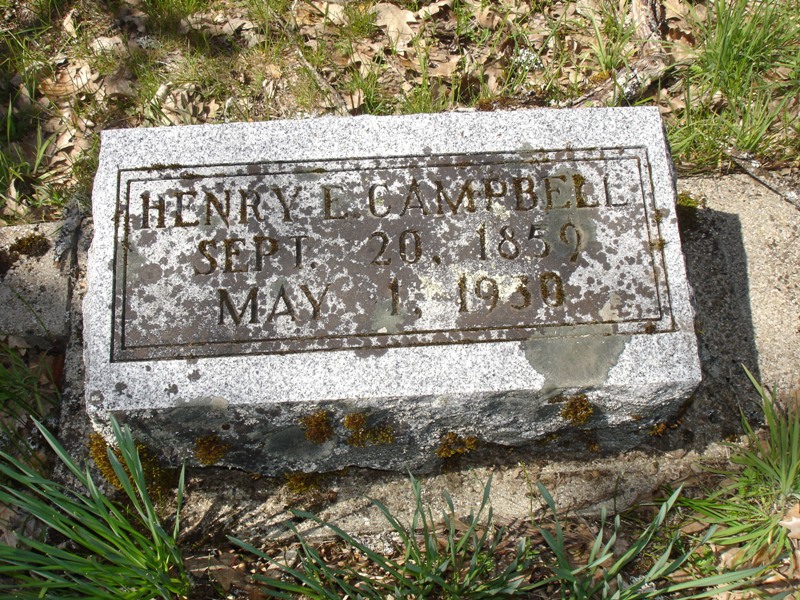 HENRY E. CAMPBELL
SEPT. 20, 1859
MAY 1, 1930